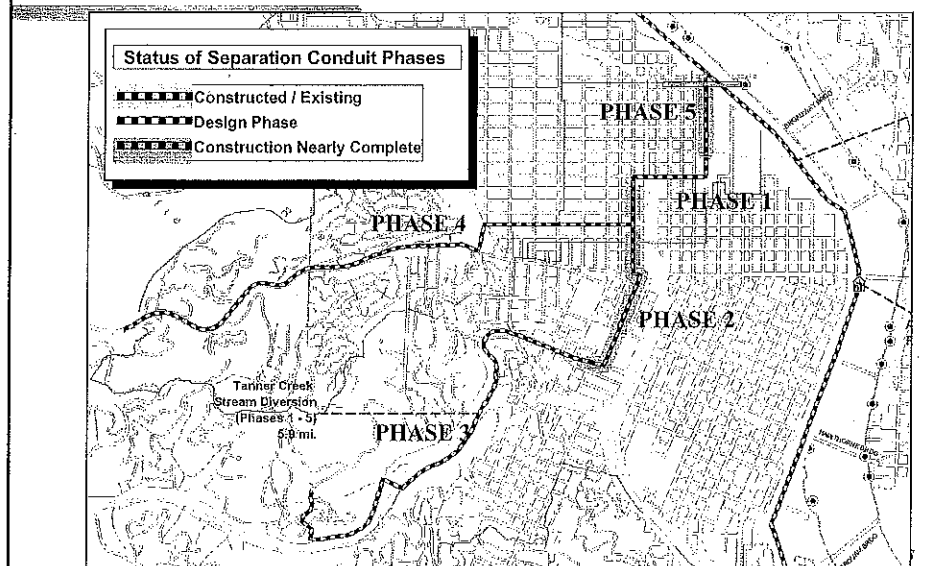 Status of Separation Conduit Phases
Constructed / Existing
Design Phase
Construction Nearly Complete
PHASE 5
PHASE 1
PHASE 4
PHASE 2
Tanner Creek
Stream Diversion
(Phases 1 - 5)
5.9 mi.
PHASE 3